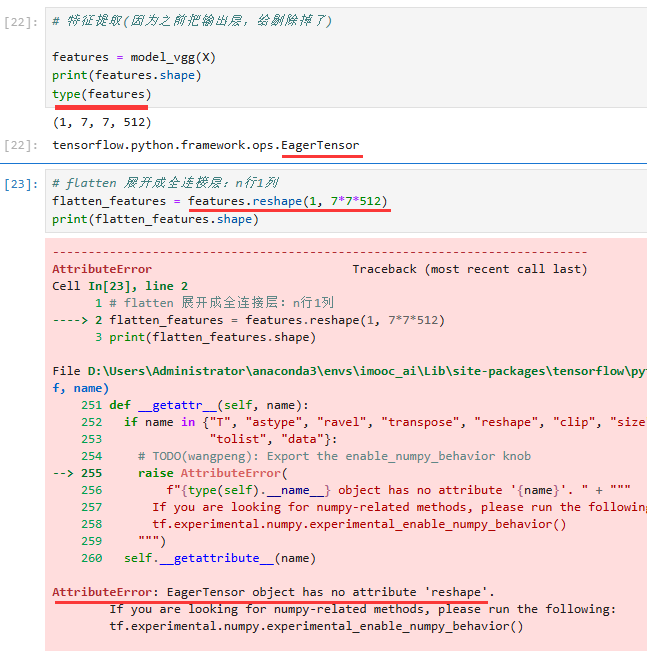 [22]: # 特征提取(因为之前把输出层，给剔除掉了)
features = model_vgg(X)
print(features.shape)
type(features)
(1, 7, 7, 512)
[22]: tensorflow.python.framework.ops.EagerTensor
[23]: # flatten 展开成全连接层：n行1列
flatten_features = features.reshape(1, 7*7*512)
print(flatten_features.shape)
---------------------------------------------------------------------------
AttributeError                            Traceback (most recent call last)
Cell In[23], line 2
      1 # flatten 展开成全连接层：n行1列
----> 2 flatten_features = features.reshape(1, 7*7*512)
      3 print(flatten_features.shape)
File D:\Users\Administrator\anaconda3\envs\imooc_ai\Lib\site-packages\tensorflow\py
f, name)
    251 def __getattr__(self, name):
    252   if name in {"T", "astype", "ravel", "transpose", "reshape", "clip", "size
    253               "tolist", "data"}:
    254     # TODO(wangpeng): Export the enable_numpy_behavior knob
--> 255     raise AttributeError(
    256         f"{type(self).__name__} object has no attribute '{name}'. " + """
    257       If you are looking for numpy-related methods, please run the following
    258       tf.experimental.numpy.experimental_enable_numpy_behavior()
    259     """)
    260   self.__getattribute__(name)
AttributeError: EagerTensor object has no attribute 'reshape'.
        If you are looking for numpy-related methods, please run the following:
        tf.experimental.numpy.experimental_enable_numpy_behavior()